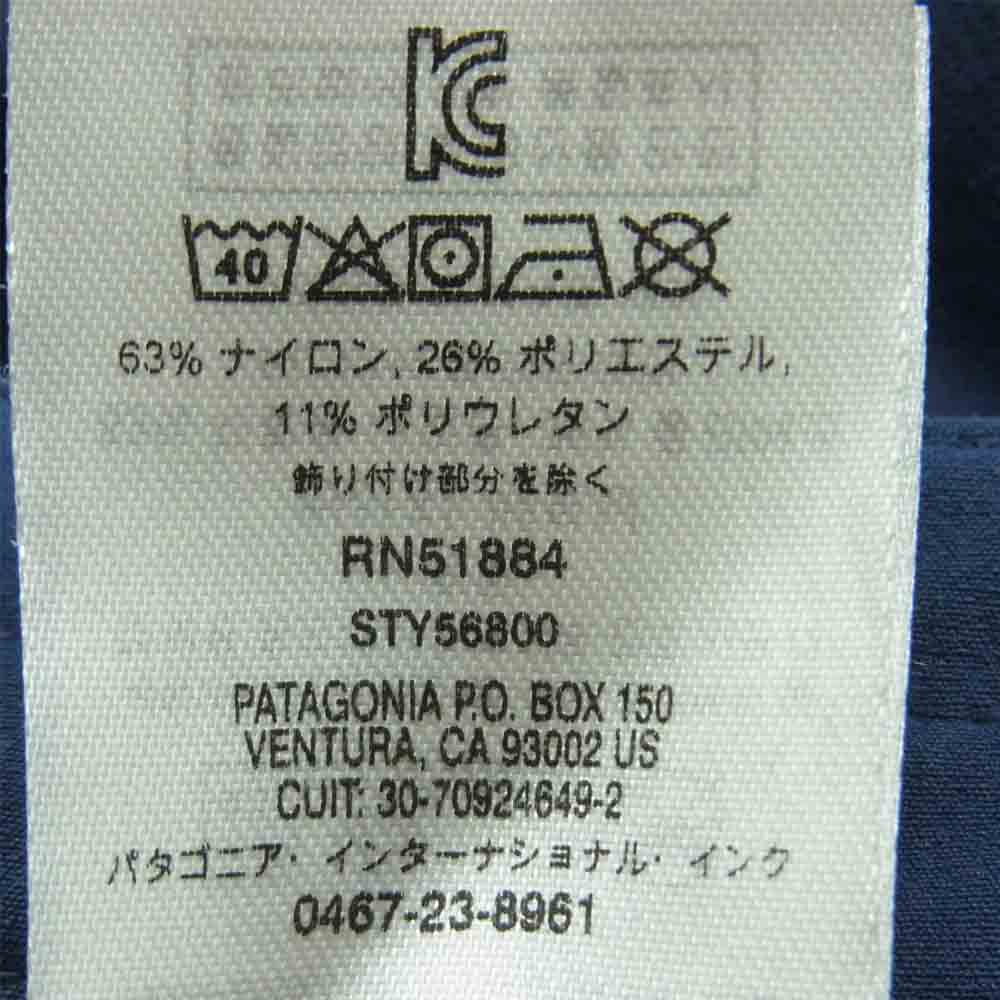 KC
40
63% ナイロン, 26% ポリエステル,
11% ポリウレタン
飾り付け部分を除く
RN51884
STY56800
PATAGONIA P.O. BOX 150
VENTURA, CA 93002 US
CUIT: 30-70924649-2
パタゴニア・インターナショナル・インク
0467-23-8961